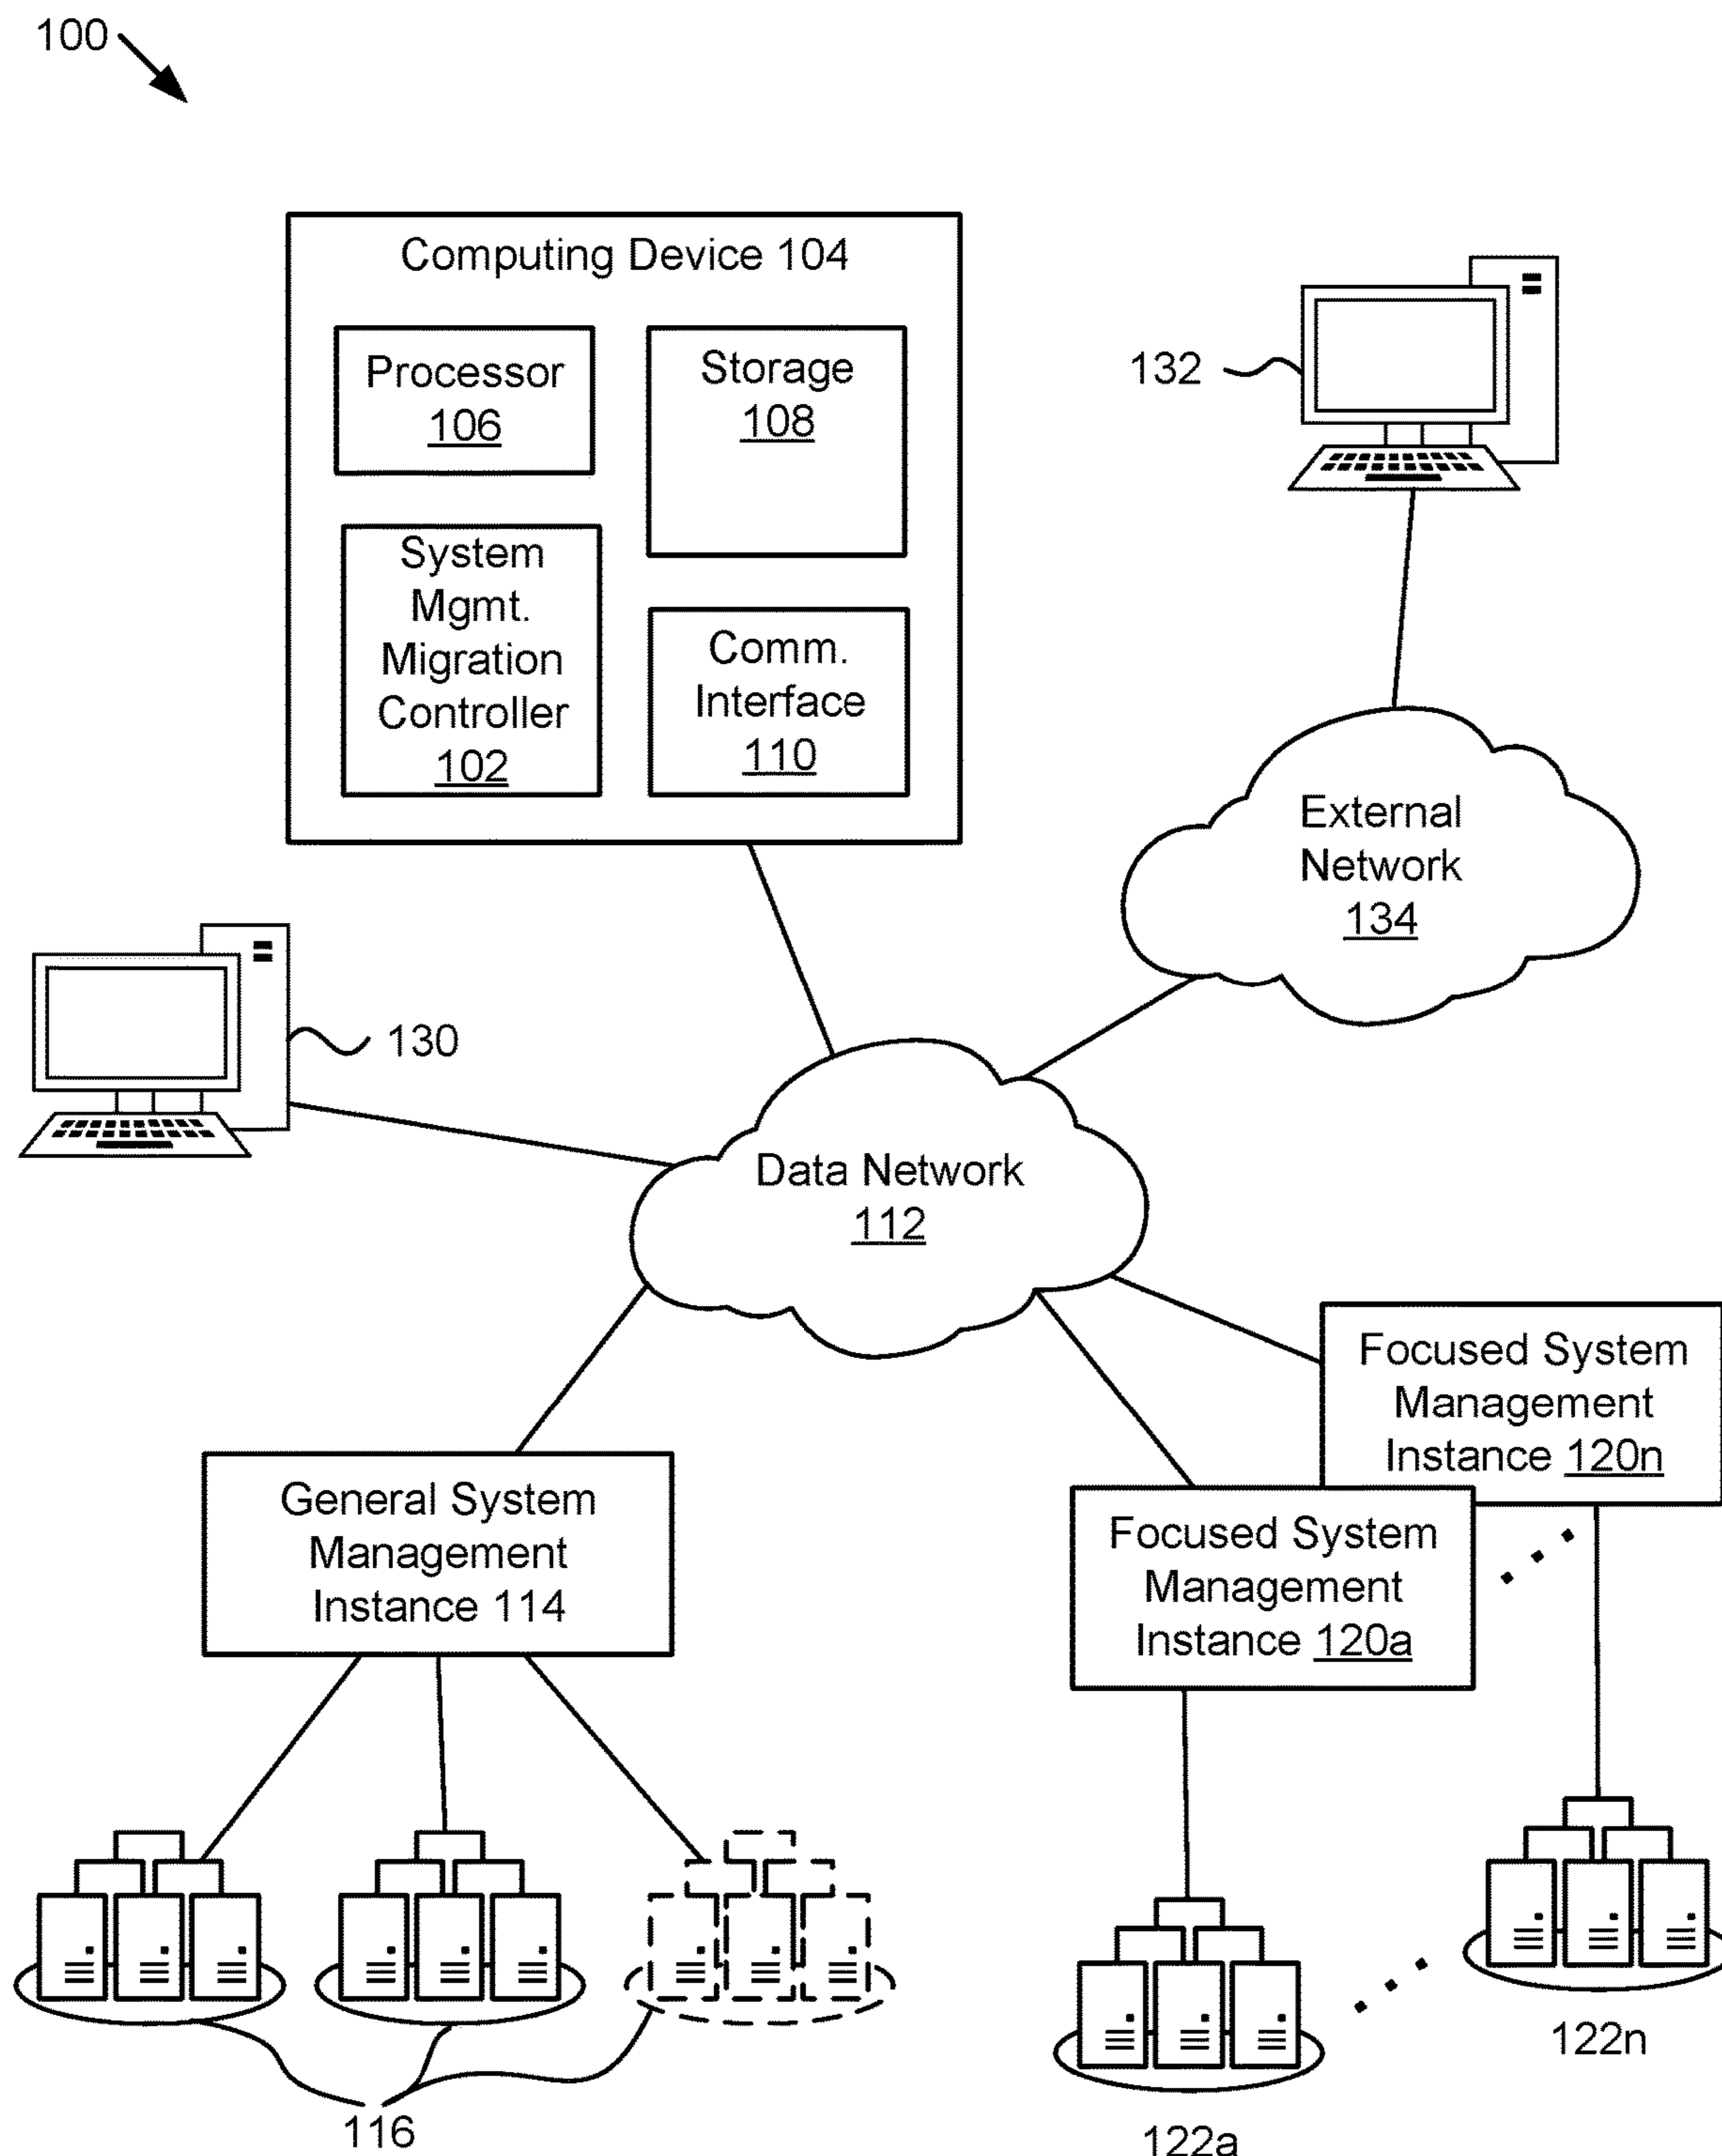 100
Computing Device 104
Processor
106
Storage
108
System
Mgmt.
Migration
Controller
102
Comm.
Interface
110
132
External
Network
134
130
Data Network
112
General System
Management
Instance 114
Focused System
Management
Instance 120n
Focused System
Management
Instance 120a
116
122a
122n